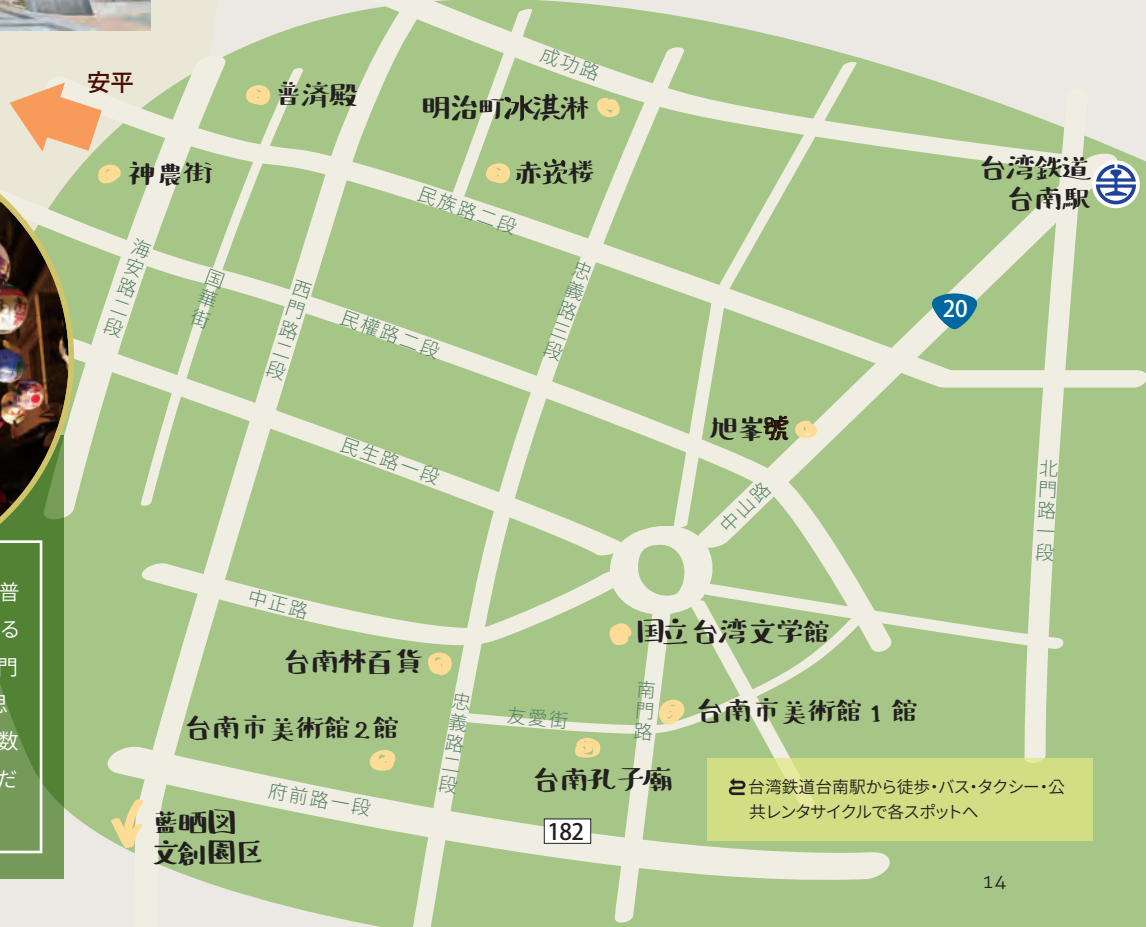 成功路
安平
普済殿
明治町冰淇淋
神農街
赤崁楼
台湾鉄道
台南駅
民族路二段
海安路二段
国華街
西門路二段
忠義路三段
民權路二段
20
旭峯號
民生路一段
中山路
北門路一段
中正路
国立台湾文学館
台南林百貨
忠義路二段
友愛街
南門路
台南市美術館1館
台南市美術館2館
台南孔子廟
府前路一段
182
藍晒図
文創園区
台湾鉄道台南駅から徒歩・バス・タクシー・公
共レンタサイクルで各スポットへ
普
る
門
数
だ
14